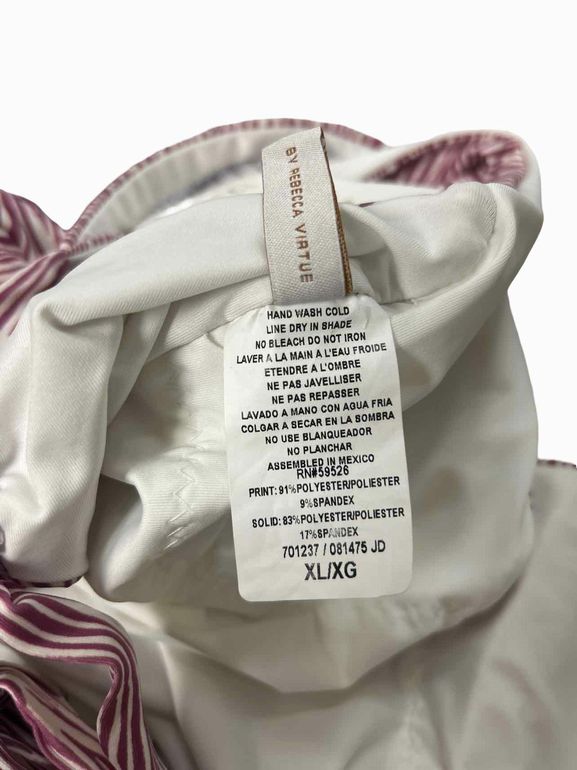 BY REBECCA VIRTUE
HAND WASH COLD
LINE DRY IN SHADE
NO BLEACH DO NOT IRON
LAVER A LA MAIN A L'EAU FROIDE
ETENDRE A L'OMBRE
NE PAS JAVELLISER
NE PAS REPASSER
LAVADO A MANO CON AGUA FRIA
COLGAR A SECAR EN LA SOMBRA
NO USE BLANQUEADOR
NO PLANCHAR
ASSEMBLED IN MEXICO
RN#59526
PRINT: 91%POLYESTER/POLIESTER
9%SPANDEX
SOLID: 83%POLYESTER/POLIESTER
17%SPANDEX
701237 / 081475 JD
XL/XG